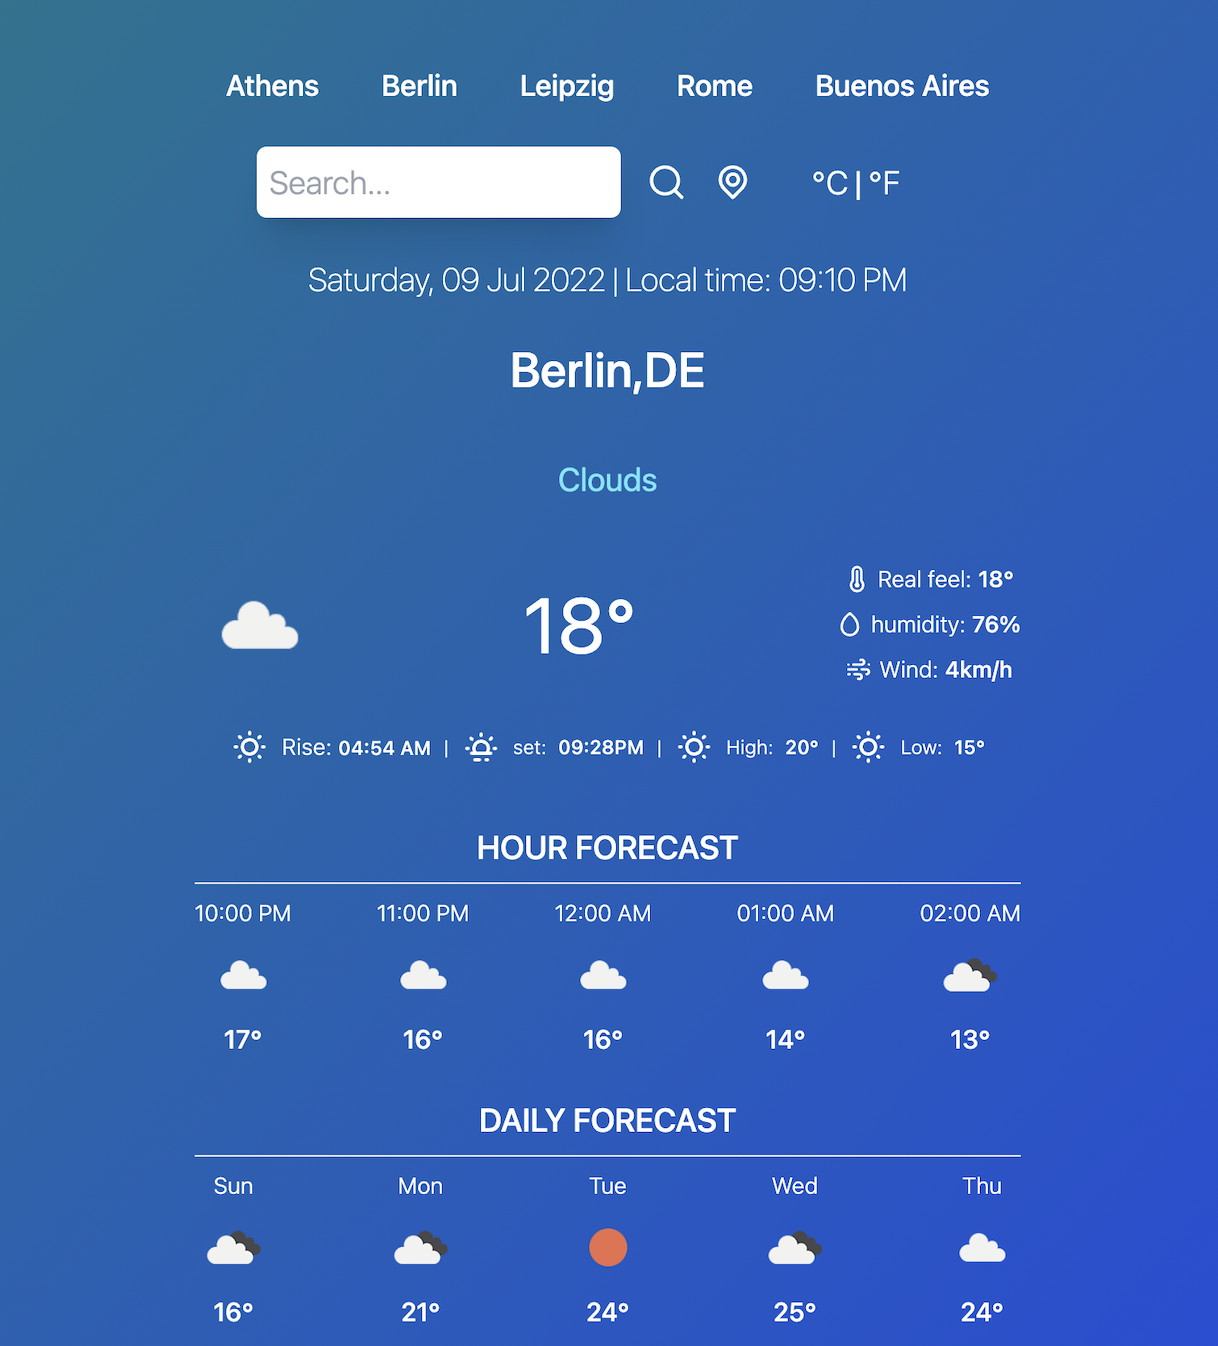 Athens Berlin Leipzig Rome Buenos Aires
Search... °C | °F
Saturday, 09 Jul 2022 | Local time: 09:10 PM
Berlin,DE
Clouds
18°
Real feel: 18°
humidity: 76%
Wind: 4km/h
Rise: 04:54 AM | set: 09:28PM | High: 20° | Low: 15°
HOUR FORECAST
10:00 PM 11:00 PM 12:00 AM 01:00 AM 02:00 AM
17° 16° 16° 14° 13°
DAILY FORECAST
Sun Mon Tue Wed Thu
16° 21° 24° 25° 24°